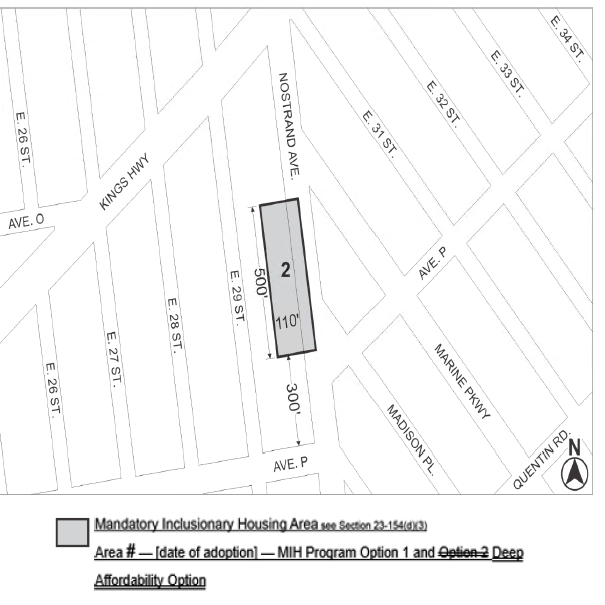 E. 34 ST.
E. 33 ST.
E. 32 ST.
E. 31 ST.
NOSTRAND AVE.
E. 26 ST.
KINGS HWY
AVE. O
AVE. P
2
500'
110'
E. 29 ST.
E. 28 ST.
E. 27 ST.
E. 26 ST.
300'
MARINE PKWY
MADISON PL.
QUENTIN RD.
N
AVE. P
Mandatory Inclusionary Housing Area see Section 23-154(d)(3)
Area # — [date of adoption] — MIH Program Option 1 and Option 2 Deep
Affordability Option